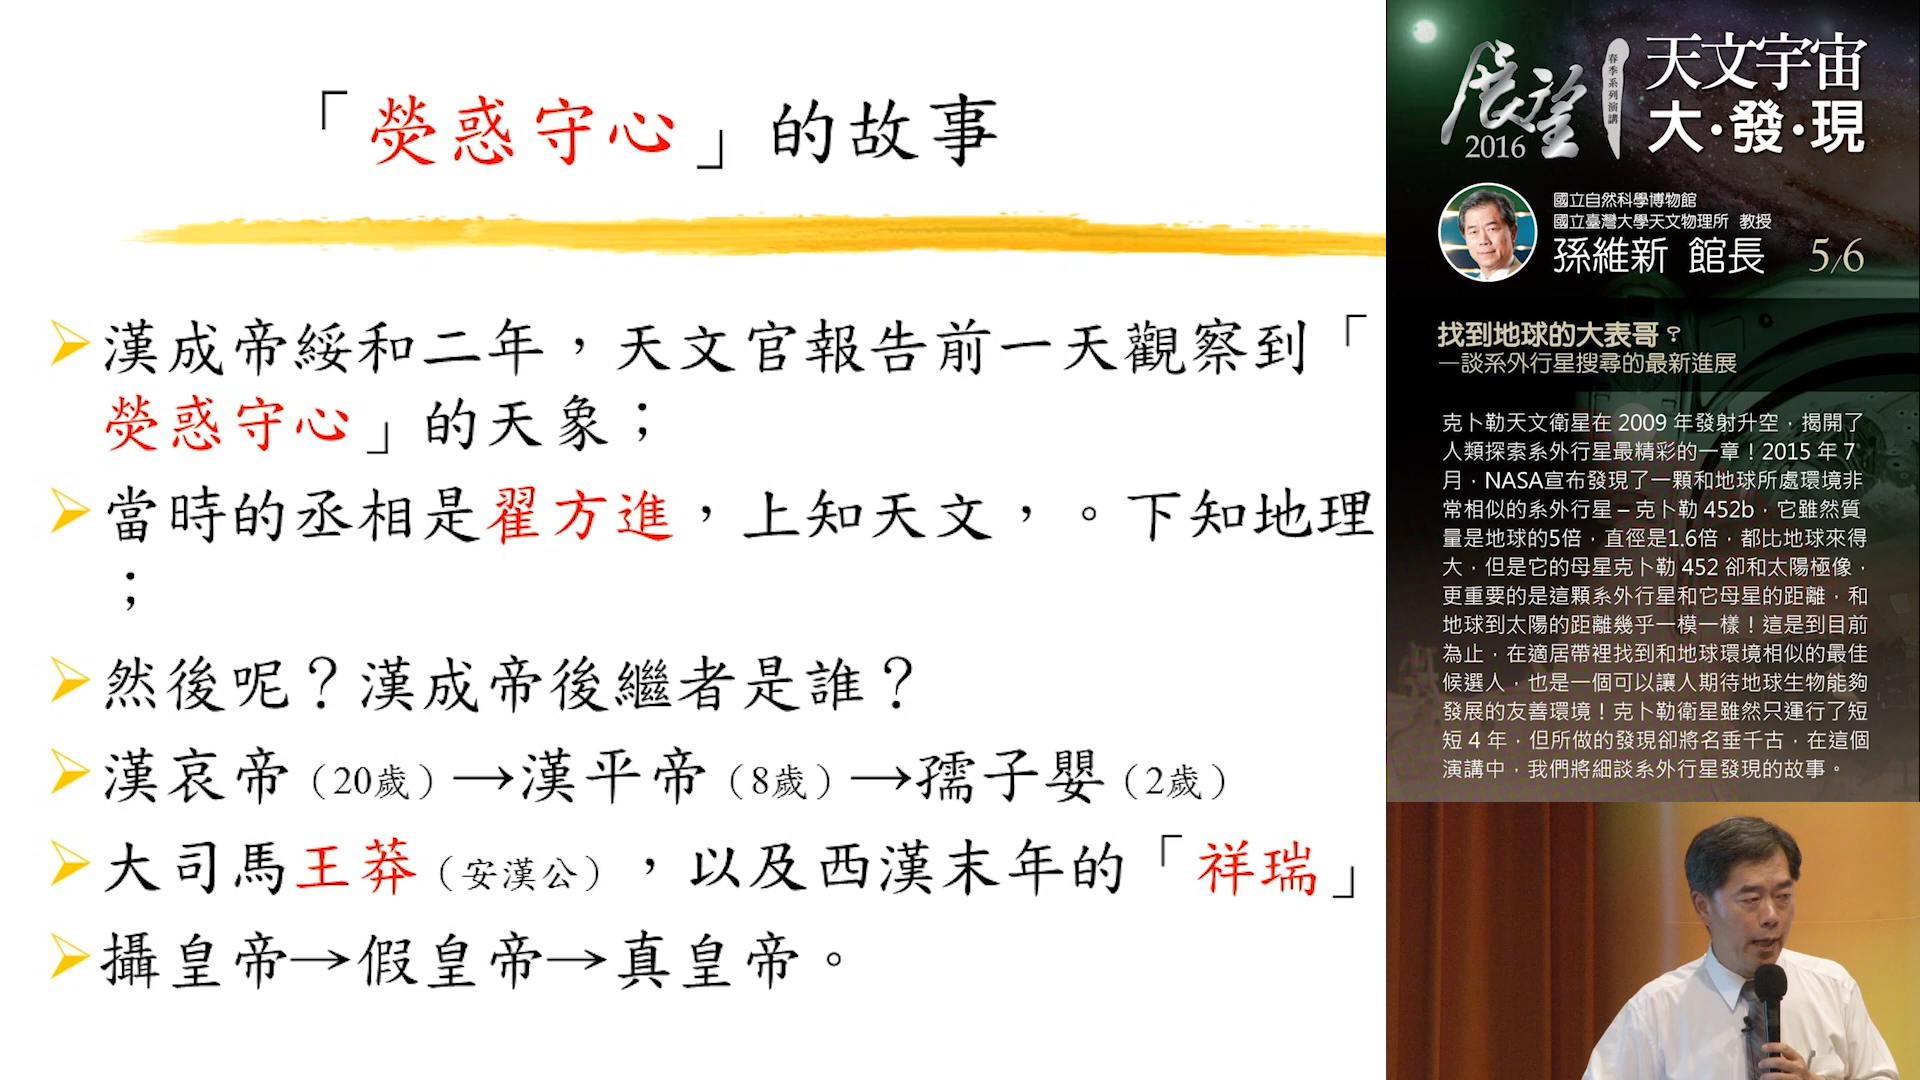 「熒惑守心」的故事
漢成帝綏和二年，天文官報告前一天觀察到「
熒惑守心」的天象；
當時的丞相是翟方進，上知天文，。下知地理
；
然後呢？漢成帝後繼者是誰？
漢哀帝（20歲）→漢平帝（8歲）→孺子嬰（2歲）
大司馬王莽（安漢公），以及西漢末年的「祥瑞」
攝皇帝→假皇帝→真皇帝。
展望
2016
春季系列演講
天文宇宙
大·發·現
國立自然科學博物館
國立臺灣大學天文物理所 教授
孫維新 館長 5/6
找到地球的大表哥？
—談系外行星搜尋的最新進展
克卜勒天文衛星在 2009 年發射升空，揭開了
人類探索系外行星最精彩的一章！2015 年 7
月，NASA宣布發現了一顆和地球所處環境非
常相似的系外行星 – 克卜勒 452b，它雖然質
量是地球的5倍，直徑是1.6倍，都比地球來得
大，但是它的母星克卜勒 452 卻和太陽極像，
更重要的是這顆系外行星和它母星的距離，和
地球到太陽的距離幾乎一模一樣！這是到目前
為止，在適居帶裡找到和地球環境相似的最佳
候選人，也是一個可以讓人期待地球生物能夠
發展的友善環境！克卜勒衛星雖然只運行了短
短 4 年，但所做的發現卻將名垂千古，在這個
演講中，我們將細談系外行星發現的故事。